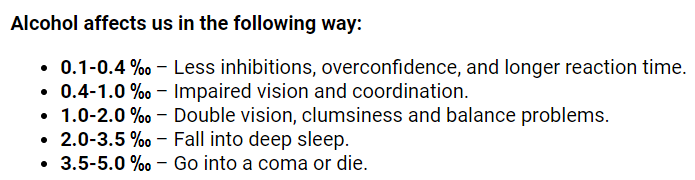 Alcohol affects us in the following way:
• 0.1-0.4 ‰ – Less inhibitions, overconfidence, and longer reaction time.
• 0.4-1.0 ‰ – Impaired vision and coordination.
• 1.0-2.0 ‰ – Double vision, clumsiness and balance problems.
• 2.0-3.5 ‰ – Fall into deep sleep.
• 3.5-5.0 ‰ – Go into a coma or die.